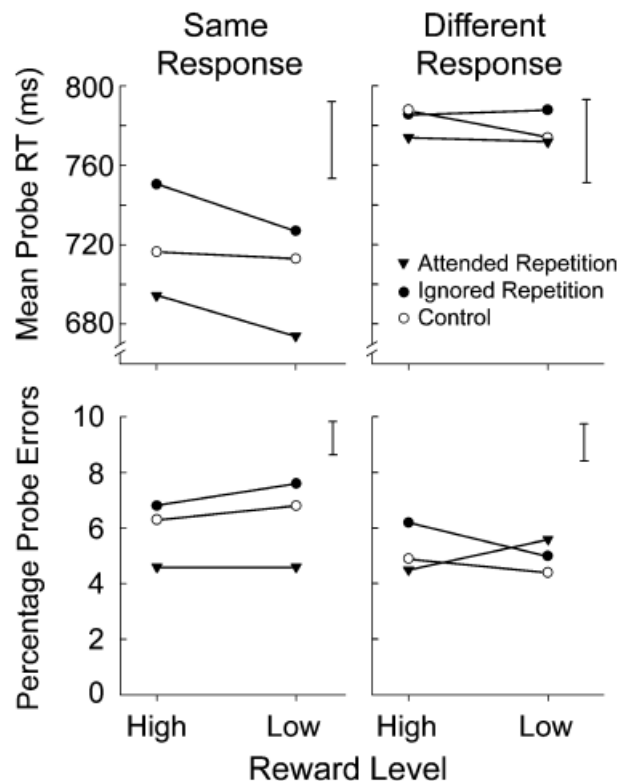 Same
Response
Different
Response
Mean Probe RT (ms)
800
760
720
680
Attended Repetition
Ignored Repetition
Control
Percentage Probe Errors
10
8
6
4
2
0
High Low
High Low
Reward Level